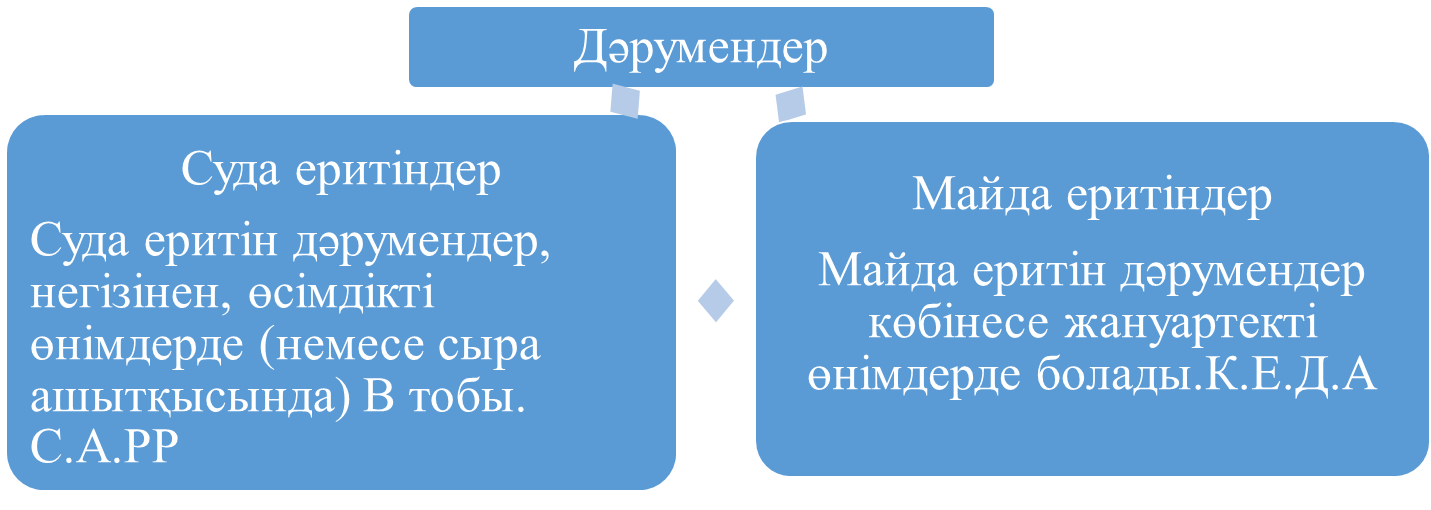 Дәрумендер
Суда еритіндер
Суда еритін дәрумендер,
негізінен, өсімдікті
өнімдерде (немесе сыра
ашытқысында) В тобы.
С.А.РР
Майда еритіндер
Майда еритін дәрумендер
көбінесе жануартекті
өнімдерде болады.К.Е.Д.А